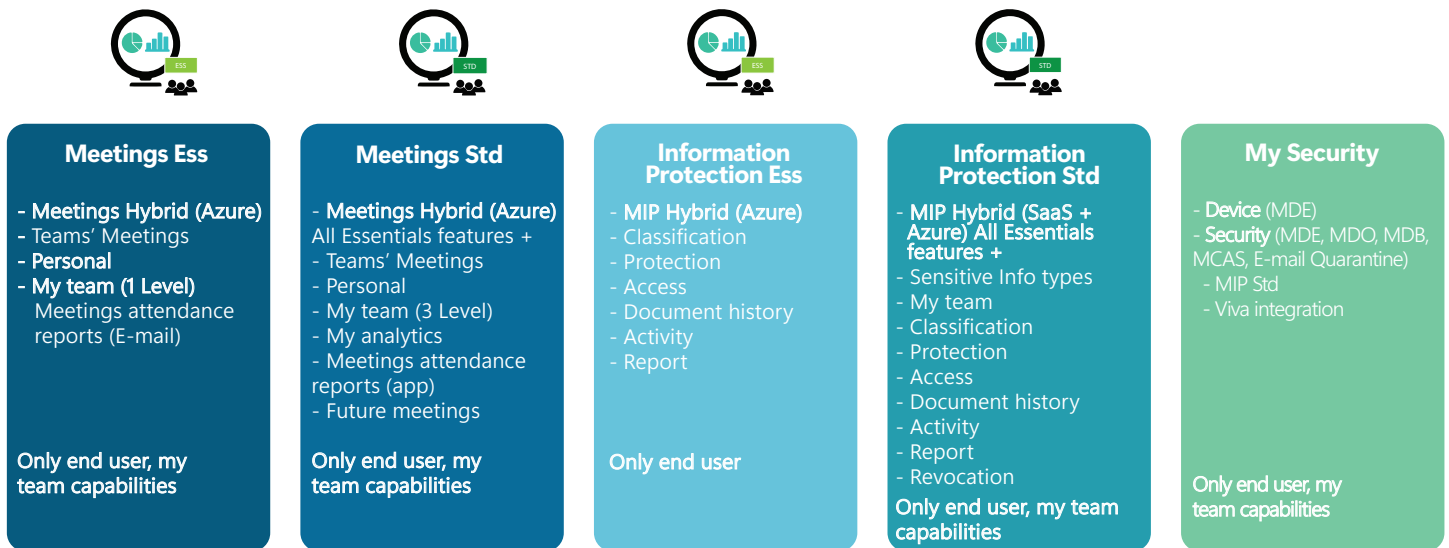 ESS
STD
ESS
STD
Meetings Ess
- Meetings Hybrid (Azure)
- Teams' Meetings
- Personal
- My team (1 Level)
Meetings attendance
reports (E-mail)
Only end user, my
team capabilities
Meetings Std
- Meetings Hybrid (Azure)
All Essentials features +
- Teams' Meetings
- Personal
- My team (3 Level)
- My analytics
- Meetings attendance
reports (app)
- Future meetings
Only end user, my
team capabilities
Information
Protection Ess
- MIP Hybrid (Azure)
- Classification
- Protection
- Access
- Document history
- Activity
- Report
Only end user
Information
Protection Std
- MIP Hybrid (SaaS +
Azure) All Essentials
features +
- Sensitive Info types
- My team
- Classification
- Protection
- Access
- Document history
- Activity
- Report
- Revocation
Only end user, my team
capabilities
My Security
- Device (MDE)
- Security (MDE, MDO, MDB,
MCAS, E-mail Quarantine)
- MIP Std
- Viva integration
Only end user, my
team capabilities